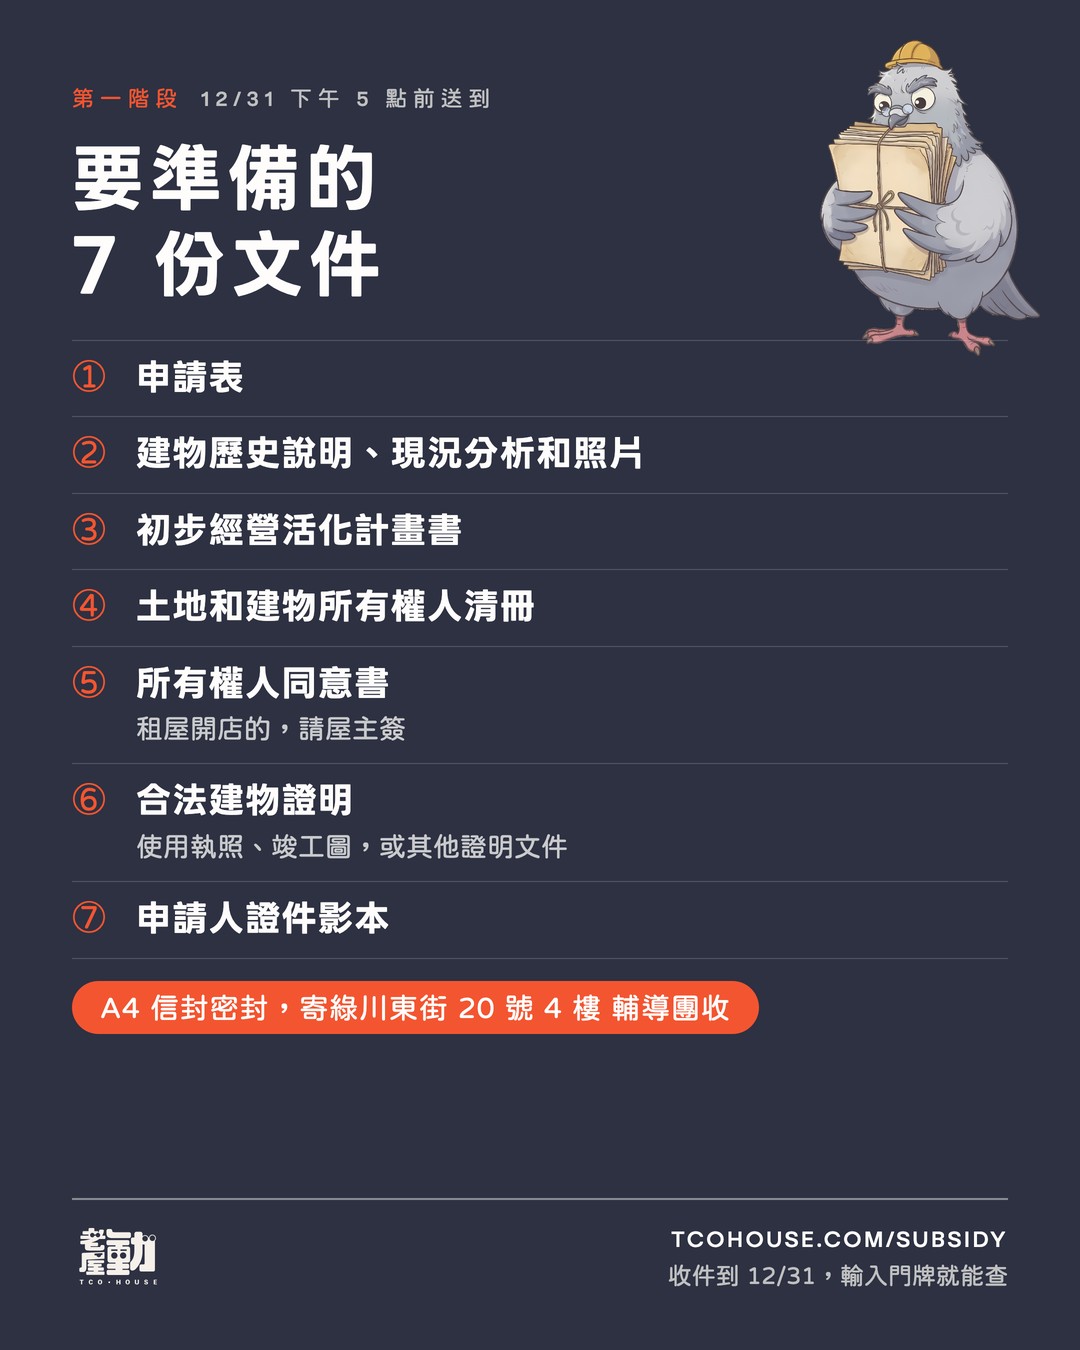 第一階段 12/31 下午 5 點前送到
要準備的
7 份文件
① 申請表
② 建物歷史說明、現況分析和照片
③ 初步經營活化計畫書
④ 土地和建物所有權人清冊
⑤ 所有權人同意書
租屋開店的，請屋主簽
⑥ 合法建物證明
使用執照、竣工圖，或其他證明文件
⑦ 申請人證件影本
A4 信封密封，寄綠川東街 20 號 4 樓 輔導團收
老屋動
TCO·HOUSE
TCOHOUSE.COM/SUBSIDY
收件到 12/31，輸入門牌就能查